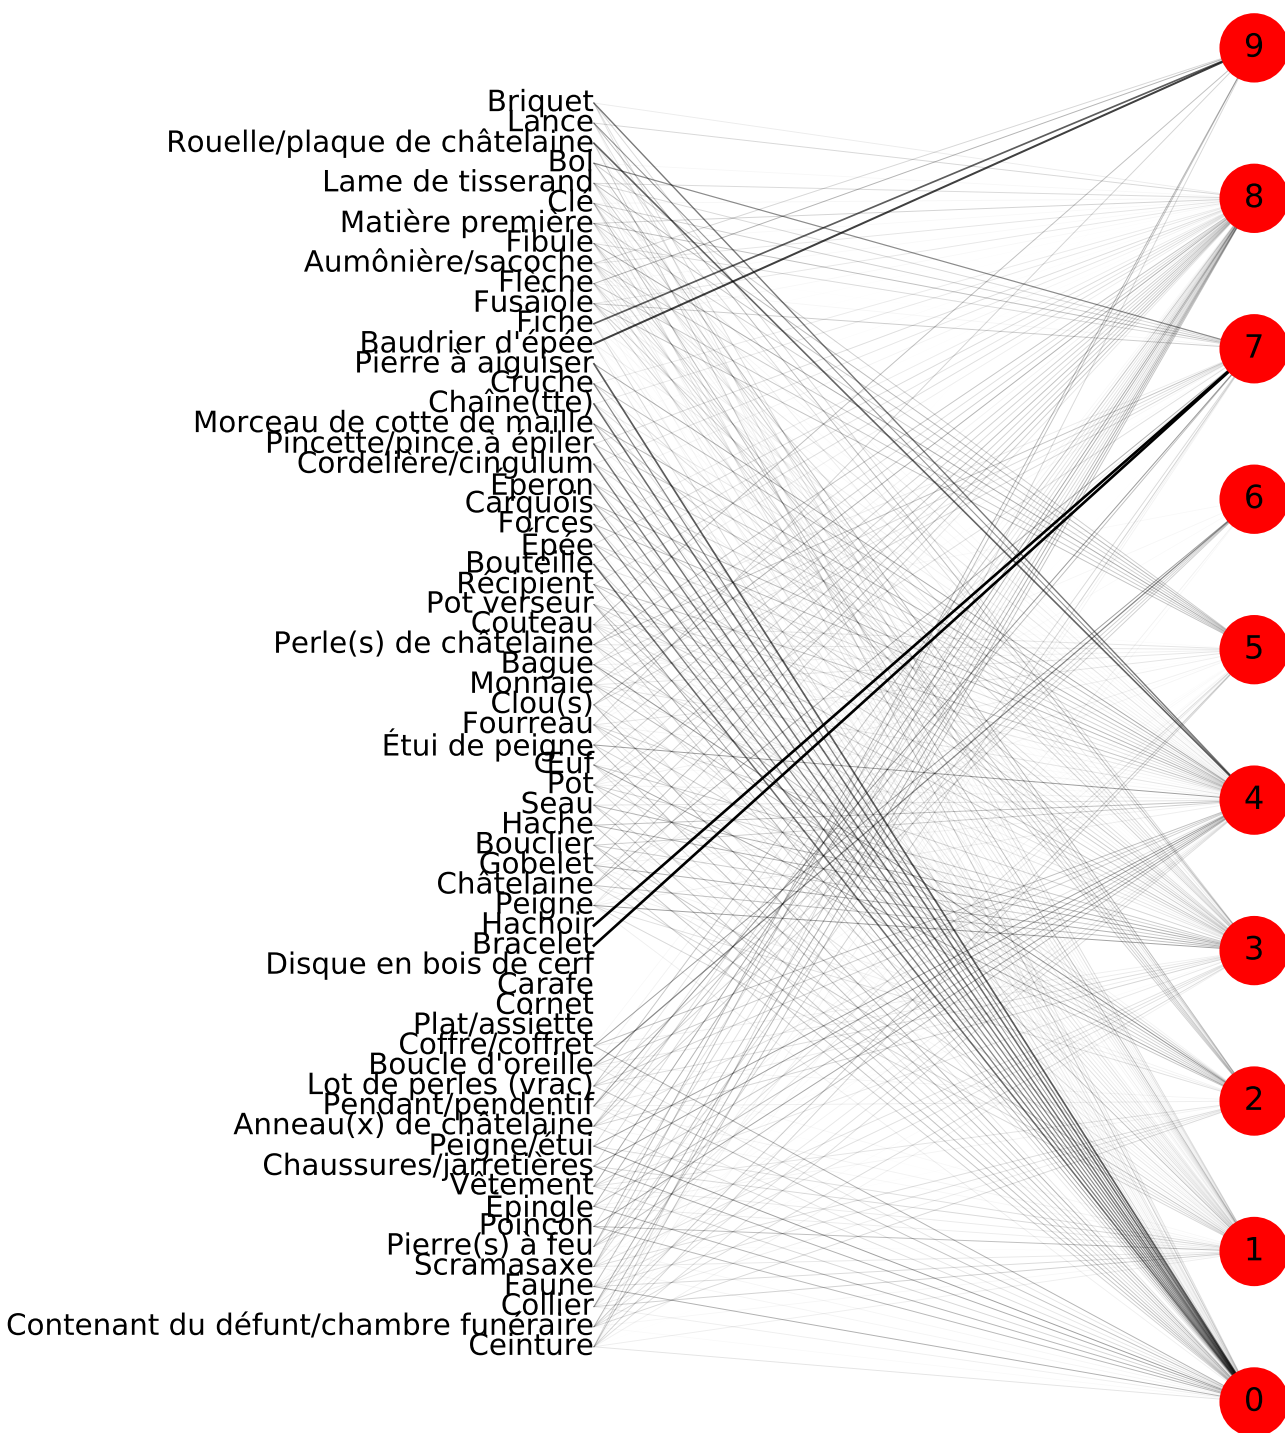 Briquet
Lance
Rouelle/plaque de châtelaine
Bol
Lame de tisserand
Clé
Matière première
Fibule
Aumônière/sacoche
Flèche
Fusaïole
Fiche
Baudrier d'épée
Pierre à aiguiser
Cruche
Chaîne(tte)
Morceau de cotte de maille
Pincette/pince à épiler
Cordelière/cingulum
Éperon
Carquois
Forces
Épée
Bouteille
Récipient
Pot verseur
Couteau
Perle(s) de châtelaine
Bague
Monnaie
Clou(s)
Fourreau
Étui de peigne
Œuf
Pot
Seau
Hache
Bouclier
Gobelet
Châtelaine
Peigne
Hachoir
Bracelet
Disque en bois de cerf
Carafe
Cornet
Plat/assiette
Coffre/coffret
Boucle d'oreille
Lot de perles (vrac)
Pendant/pendentif
Anneau(x) de châtelaine
Peigne/étui
Chaussures/jarretières
Vêtement
Épingle
Poinçon
Pierre(s) à feu
Scramasaxe
Faune
Collier
Contenant du défunt/chambre funéraire
Ceinture
9
8
7
6
5
4
3
2
1
0